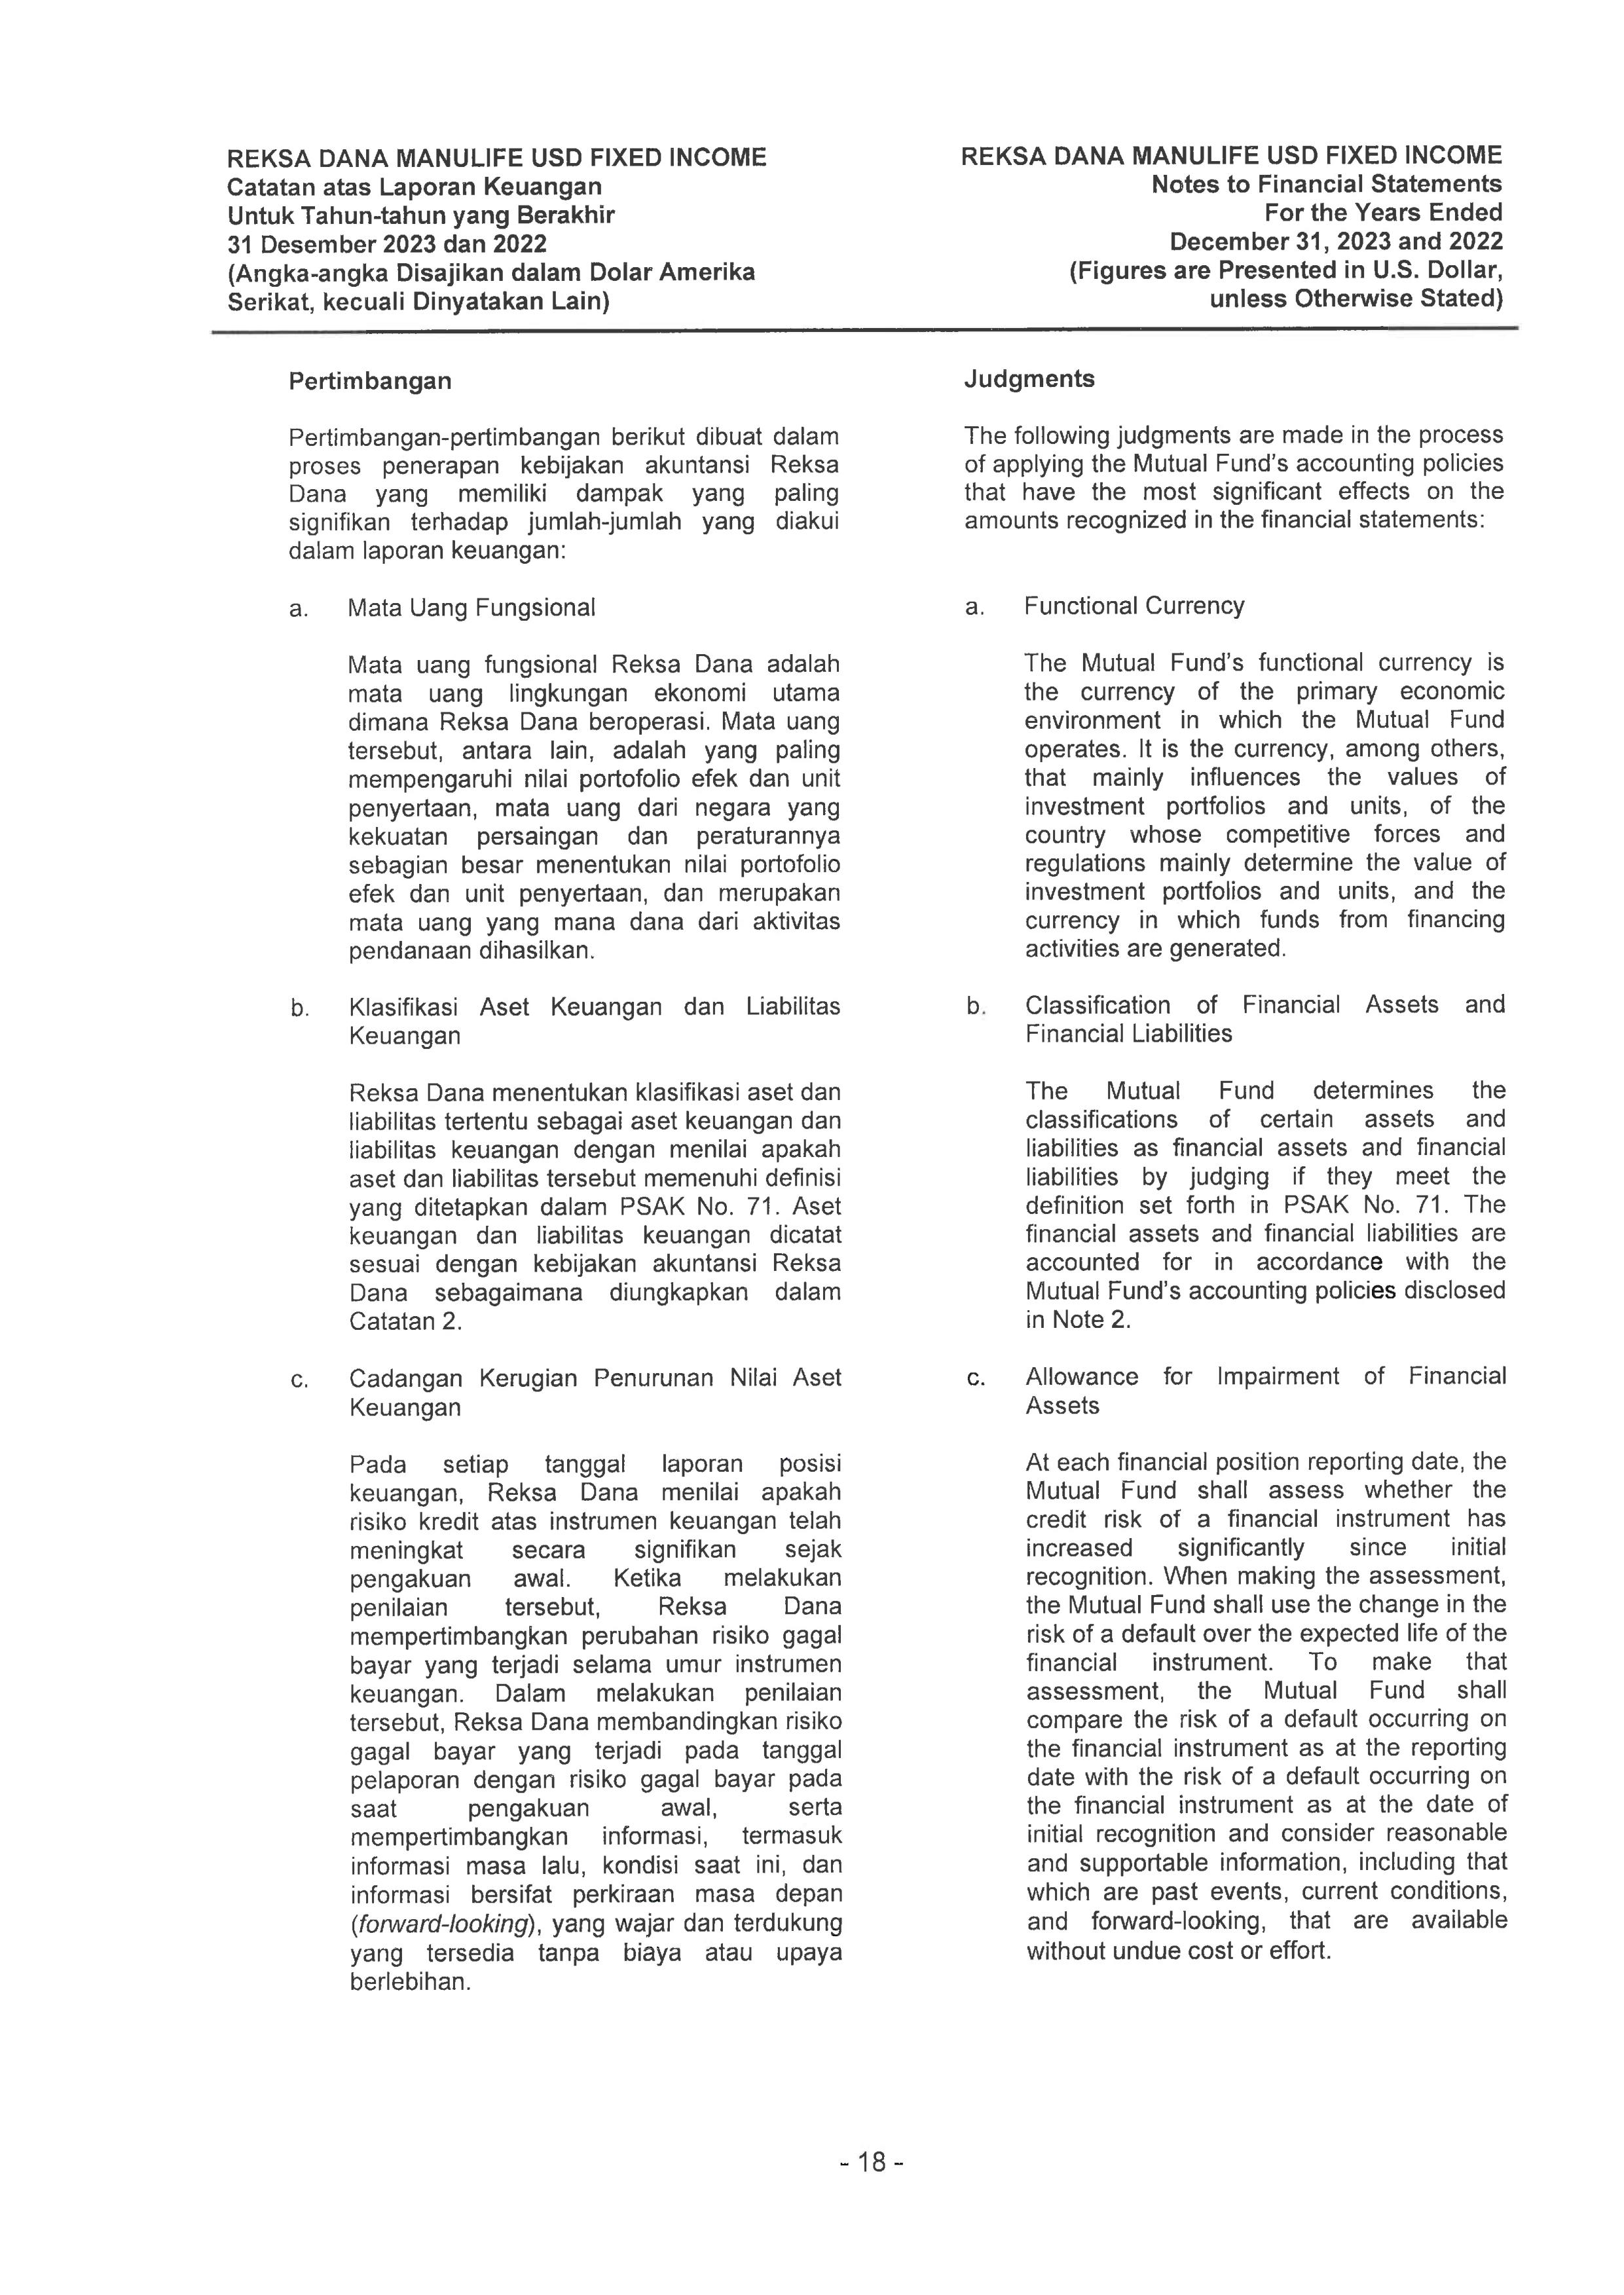 REKSA DANA MANULIFE USD FIXED INCOME
Catatan atas Laporan Keuangan
Untuk Tahun-tahun yang Berakhir
31 Desember 2023 dan 2022
(Angka-angka Disajikan dalam Dolar Amerika
Serikat, kecuali Dinyatakan Lain)
REKSA DANA MANULIFE USD FIXED INCOME
Notes to Financial Statements
For the Years Ended
December 31, 2023 and 2022
(Figures are Presented in U.S. Dollar,
unless Otherwise Stated)
Pertimbangan
Pertimbangan-pertimbangan berikut dibuat dalam
proses penerapan kebijakan akuntansi Reksa
Dana yang memiliki dampak yang paling
signifikan terhadap jumlah-jumlah yang diakui
dalam laporan keuangan:
a. Mata Uang Fungsional
Mata uang fungsional Reksa Dana adalah
mata uang lingkungan ekonomi utama
dimana Reksa Dana beroperasi. Mata uang
tersebut, antara lain, adalah yang paling
mempengaruhi nilai portofolio efek dan unit
penyertaan, mata uang dari negara yang
kekuatan persaingan dan peraturannya
sebagian besar menentukan nilai portofolio
efek dan unit penyertaan, dan merupakan
mata uang yang mana dana dari aktivitas
pendanaan dihasilkan.
b. Klasifikasi Aset Keuangan dan Liabilitas
Keuangan
Reksa Dana menentukan klasifikasi aset dan
liabilitas tertentu sebagai aset keuangan dan
liabilitas keuangan dengan menilai apakah
aset dan liabilitas tersebut memenuhi definisi
yang ditetapkan dalam PSAK No. 71. Aset
keuangan dan liabilitas keuangan dicatat
sesuai dengan kebijakan akuntansi Reksa
Dana sebagaimana diungkapkan dalam
Catatan 2.
c. Cadangan Kerugian Penurunan Nilai Aset
Keuangan
Pada setiap tanggal laporan posisi
keuangan, Reksa Dana menilai apakah
risiko kredit atas instrumen keuangan telah
meningkat secara signifikan sejak
pengakuan awal. Ketika melakukan
penilaian tersebut, Reksa Dana
mempertimbangkan perubahan risiko gagal
bayar yang terjadi selama umur instrumen
keuangan. Dalam melakukan penilaian
tersebut, Reksa Dana membandingkan risiko
gagal bayar yang terjadi pada tanggal
pelaporan dengan risiko gagal bayar pada
saat pengakuan awal, serta
mempertimbangkan informasi, termasuk
informasi masa lalu, kondisi saat ini, dan
informasi bersifat perkiraan masa depan
(forward-looking), yang wajar dan terdukung
yang tersedia tanpa biaya atau upaya
berlebihan.
Judgments
The following judgments are made in the process
of applying the Mutual Fund's accounting policies
that have the most significant effects on the
amounts recognized in the financial statements:
a. Functional Currency
The Mutual Fund's functional currency is
the currency of the primary economic
environment in which the Mutual Fund
operates. It is the currency, among others,
that mainly influences the values of
investment portfolios and units, of the
country whose competitive forces and
regulations mainly determine the value of
investment portfolios and units, and the
currency in which funds from financing
activities are generated.
b. Classification of Financial Assets and
Financial Liabilities
The Mutual Fund determines the
classifications of certain assets and
liabilities as financial assets and financial
liabilities by judging if they meet the
definition set forth in PSAK No. 71. The
financial assets and financial liabilities are
accounted for in accordance with the
Mutual Fund's accounting policies disclosed
in Note 2.
c. Allowance for Impairment of Financial
Assets
At each financial position reporting date, the
Mutual Fund shall assess whether the
credit risk of a financial instrument has
increased significantly since initial
recognition. When making the assessment,
the Mutual Fund shall use the change in the
risk of a default over the expected life of the
financial instrument. To make that
assessment, the Mutual Fund shall
compare the risk of a default occurring on
the financial instrument as at the reporting
date with the risk of a default occurring on
the financial instrument as at the date of
initial recognition and consider reasonable
and supportable information, including that
which are past events, current conditions,
and forward-looking, that are available
without undue cost or effort.
- 18 -